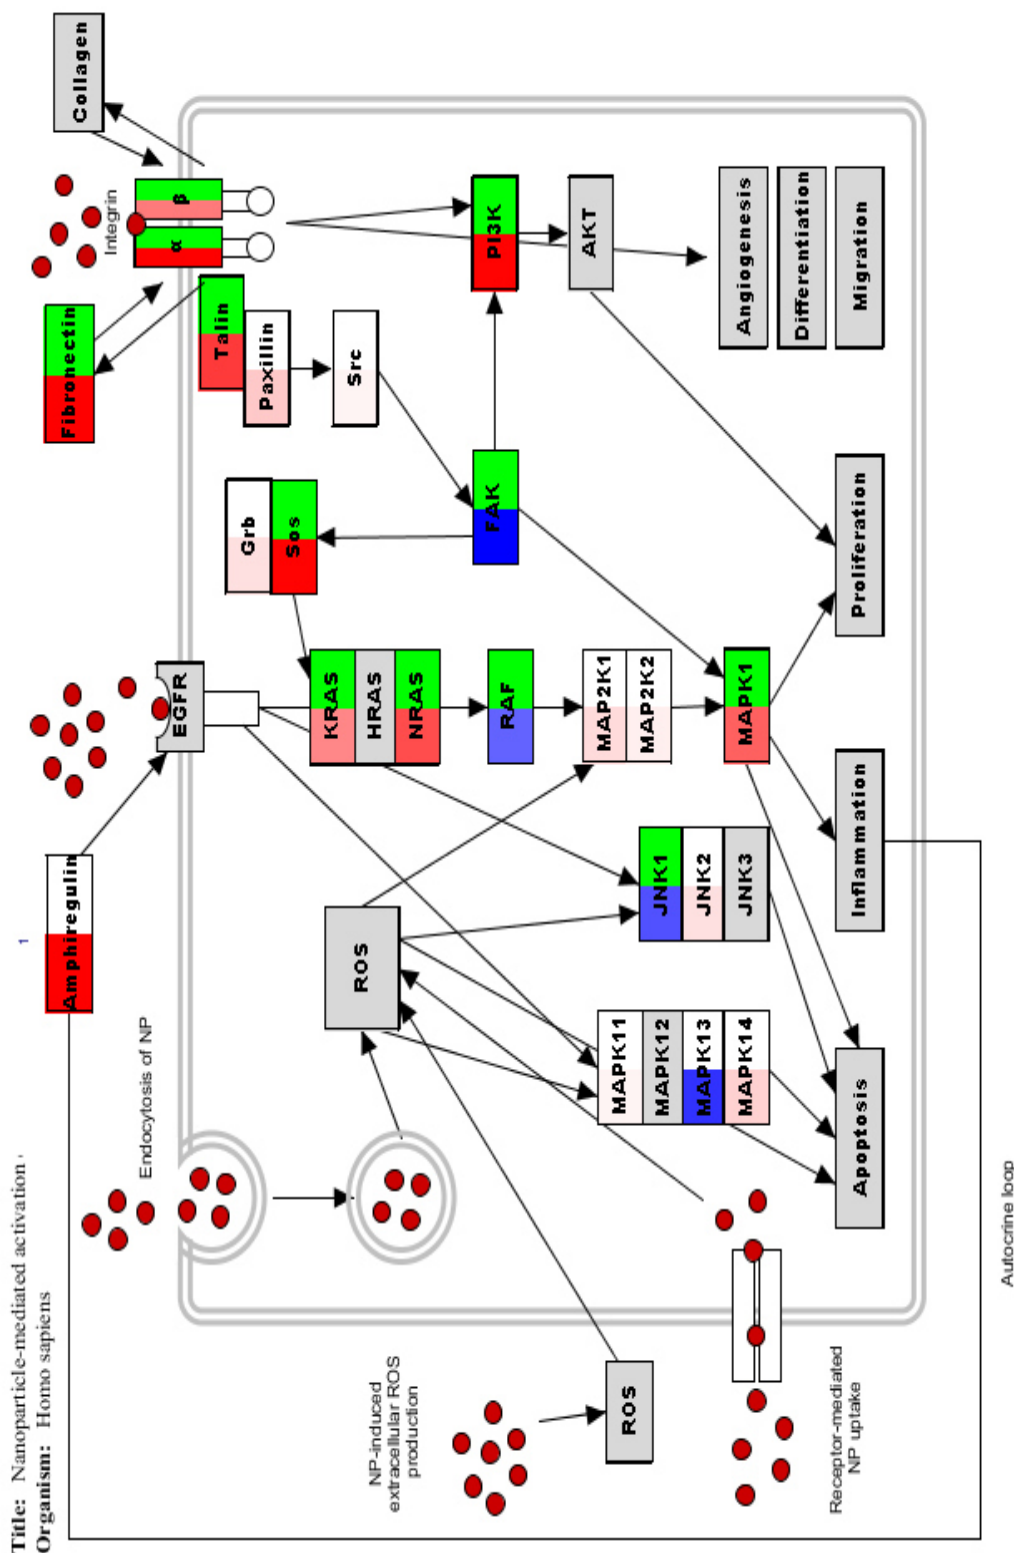 Title: Nanoparticle-mediated activation
Organism: Homo sapiens
1
Amphiregulin
Fibronectin
Collagen
Integrin
α
β
Endocytosis of NP
EGFR
Talin
Paxillin
Src
Grb
Sos
KRAS
HRAS
NRAS
ROS
RAF
FAK
PI3K
AKT
MAP2K1
MAP2K2
MAPK1
JNK1
JNK2
JNK3
MAPK11
MAPK12
MAPK13
MAPK14
NP-induced
extracellular ROS
production
ROS
Receptor-mediated
NP uptake
Apoptosis
Inflammation
Proliferation
Angiogenesis
Differentiation
Migration
Autocrine loop